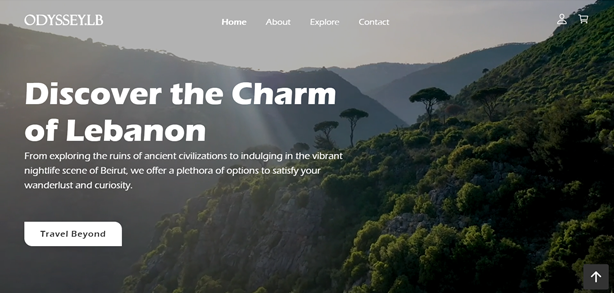 ODYSSEY.LB
Home About Explore Contact
Discover the Charm
of Lebanon
From exploring the ruins of ancient civilizations to indulging in the vibrant
nightlife scene of Beirut, we offer a plethora of options to satisfy your
wanderlust and curiosity.
Travel Beyond